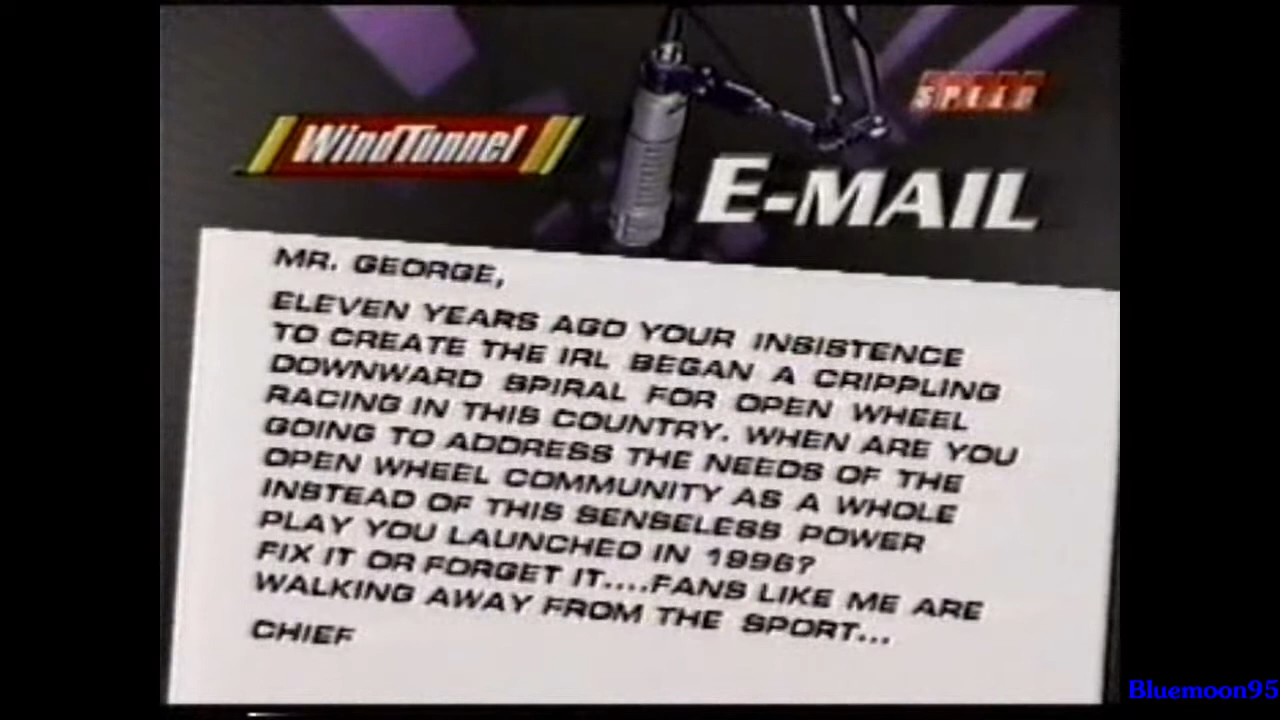 SPEED
WindTunnel
E-MAIL
MR. GEORGE,
ELEVEN YEARS AGO YOUR INSISTENCE
TO CREATE THE IRL BEGAN A CRIPPLING
DOWNWARD SPIRAL FOR OPEN WHEEL
RACING IN THIS COUNTRY. WHEN ARE YOU
GOING TO ADDRESS THE NEEDS OF THE
OPEN WHEEL COMMUNITY AS A WHOLE
INSTEAD OF THIS SENSELESS POWER
PLAY YOU LAUNCHED IN 1996?
FIX IT OR FORGET IT....FANS LIKE ME ARE
WALKING AWAY FROM THE SPORT...
CHIEF
Bluemoon95